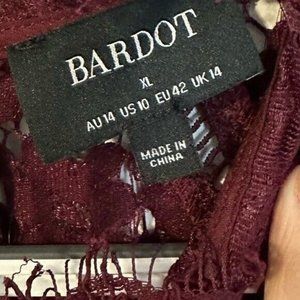 BARDOT
XL
AU 14 US 10 EU 42 UK 14
MADE IN
CHINA